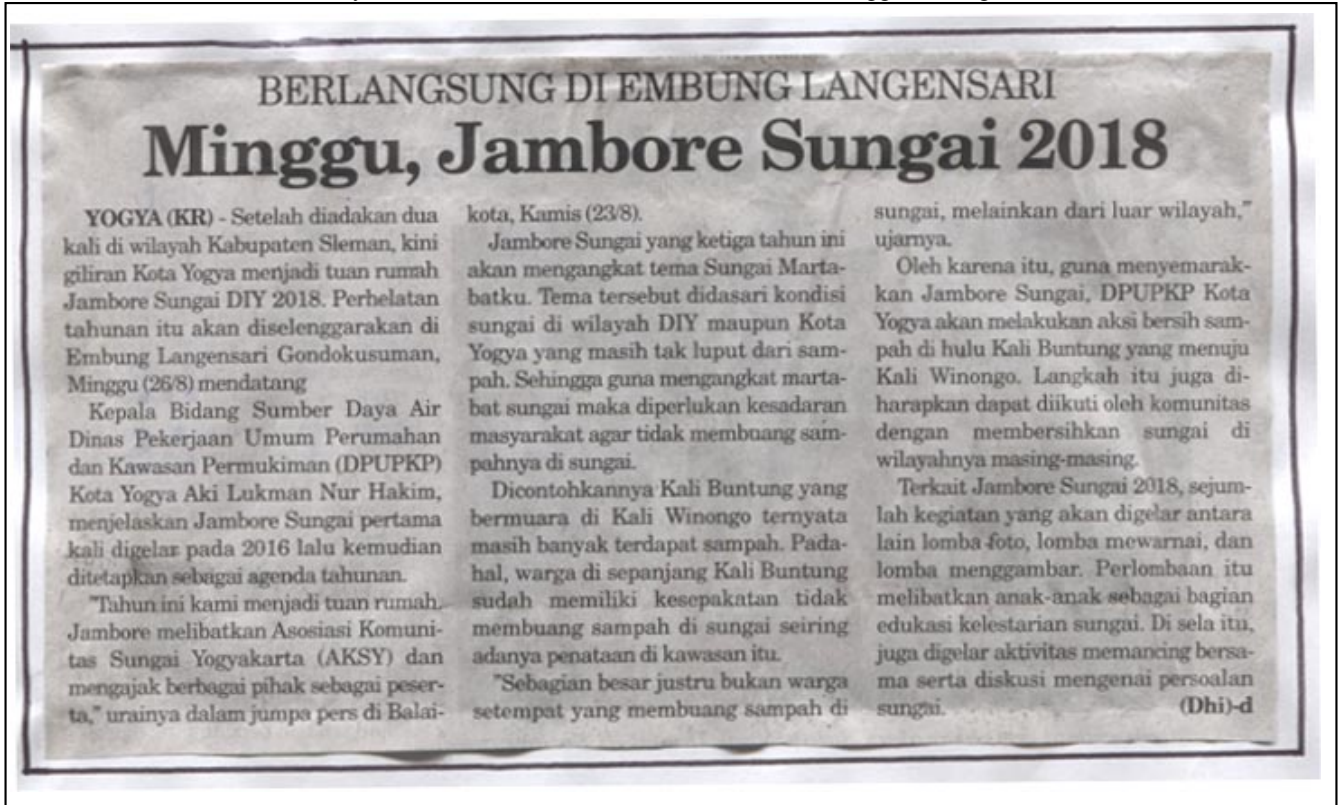 BERLANGSUNG DI EMBUNG LANGENSARI
Minggu, Jambore Sungai 2018
YOGYA (KR) - Setelah diadakan dua
kali di wilayah Kabupaten Sleman, kini
giliran Kota Yogya menjadi tuan rumah
Jambore Sungai DIY 2018. Perhelatan
tahunan itu akan diselenggarakan di
Embung Langensari Gondokusuman,
Minggu (26/8) mendatang
Kepala Bidang Sumber Daya Air
Dinas Pekerjaan Umum Perumahan
dan Kawasan Permukiman (DPUPKP)
Kota Yogya Aki Lukman Nur Hakim,
menjelaskan Jambore Sungai pertama
kali digelar pada 2016 lalu kemudian
ditetapkan sebagai agenda tahunan.
"Tahun ini kami menjadi tuan rumah.
Jambore melibatkan Asosiasi Komuni-
tas Sungai Yogyakarta (AKSY) dan
mengajak berbagai pihak sebagai peser-
ta," urainya dalam jumpa pers di Balai-
kota, Kamis (23/8).
Jambore Sungai yang ketiga tahun ini
akan mengangkat tema Sungai Marta-
batku. Tema tersebut didasari kondisi
sungai di wilayah DIY maupun Kota
Yogya yang masih tak luput dari sam-
pah. Sehingga guna mengangkat marta-
bat sungai maka diperlukan kesadaran
masyarakat agar tidak membuang sam-
pahnya di sungai.
Dicontohkannya Kali Buntung yang
bermuara di Kali Winongo ternyata
masih banyak terdapat sampah. Pada-
hal, warga di sepanjang Kali Buntung
sudah memiliki kesepakatan tidak
membuang sampah di sungai seiring
adanya penataan di kawasan itu.
"Sebagian besar justru bukan warga
setempat yang membuang sampah di
sungai, melainkan dari luar wilayah,"
ujarnya.
Oleh karena itu, guna menyemarak-
kan Jambore Sungai, DPUPKP Kota
Yogya akan melakukan aksi bersih sam-
pah di hulu Kali Buntung yang menuju
Kali Winongo. Langkah itu juga di-
harapkan dapat diikuti oleh komunitas
dengan membersihkan sungai di
wilayahnya masing-masing.
Terkait Jambore Sungai 2018, sejum-
lah kegiatan yang akan digelar antara
lain lomba foto, lomba mewarnai, dan
lomba menggambar. Perlombaan itu
melibatkan anak-anak sebagai bagian
edukasi kelestarian sungai. Di sela itu,
juga digelar aktivitas memancing bersa-
ma serta diskusi mengenai persoalan
sungai. (Dhi)-d